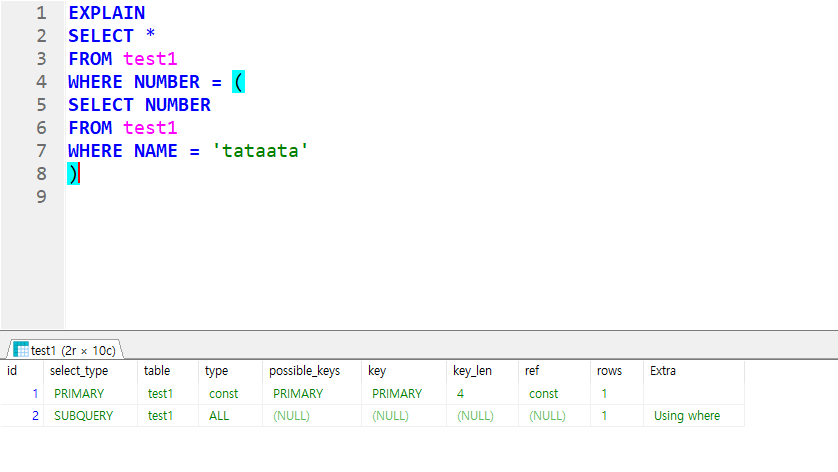 1 EXPLAIN
2 SELECT *
3 FROM test1
4 WHERE NUMBER = (
5 SELECT NUMBER
6 FROM test1
7 WHERE NAME = 'tataata'
8 )
9
test1 (2r × 10c)
id select_type table type possible_keys key key_len ref rows Extra
1 PRIMARY test1 const PRIMARY PRIMARY 4 const 1
2 SUBQUERY test1 ALL (NULL) (NULL) (NULL) (NULL) 1 Using where